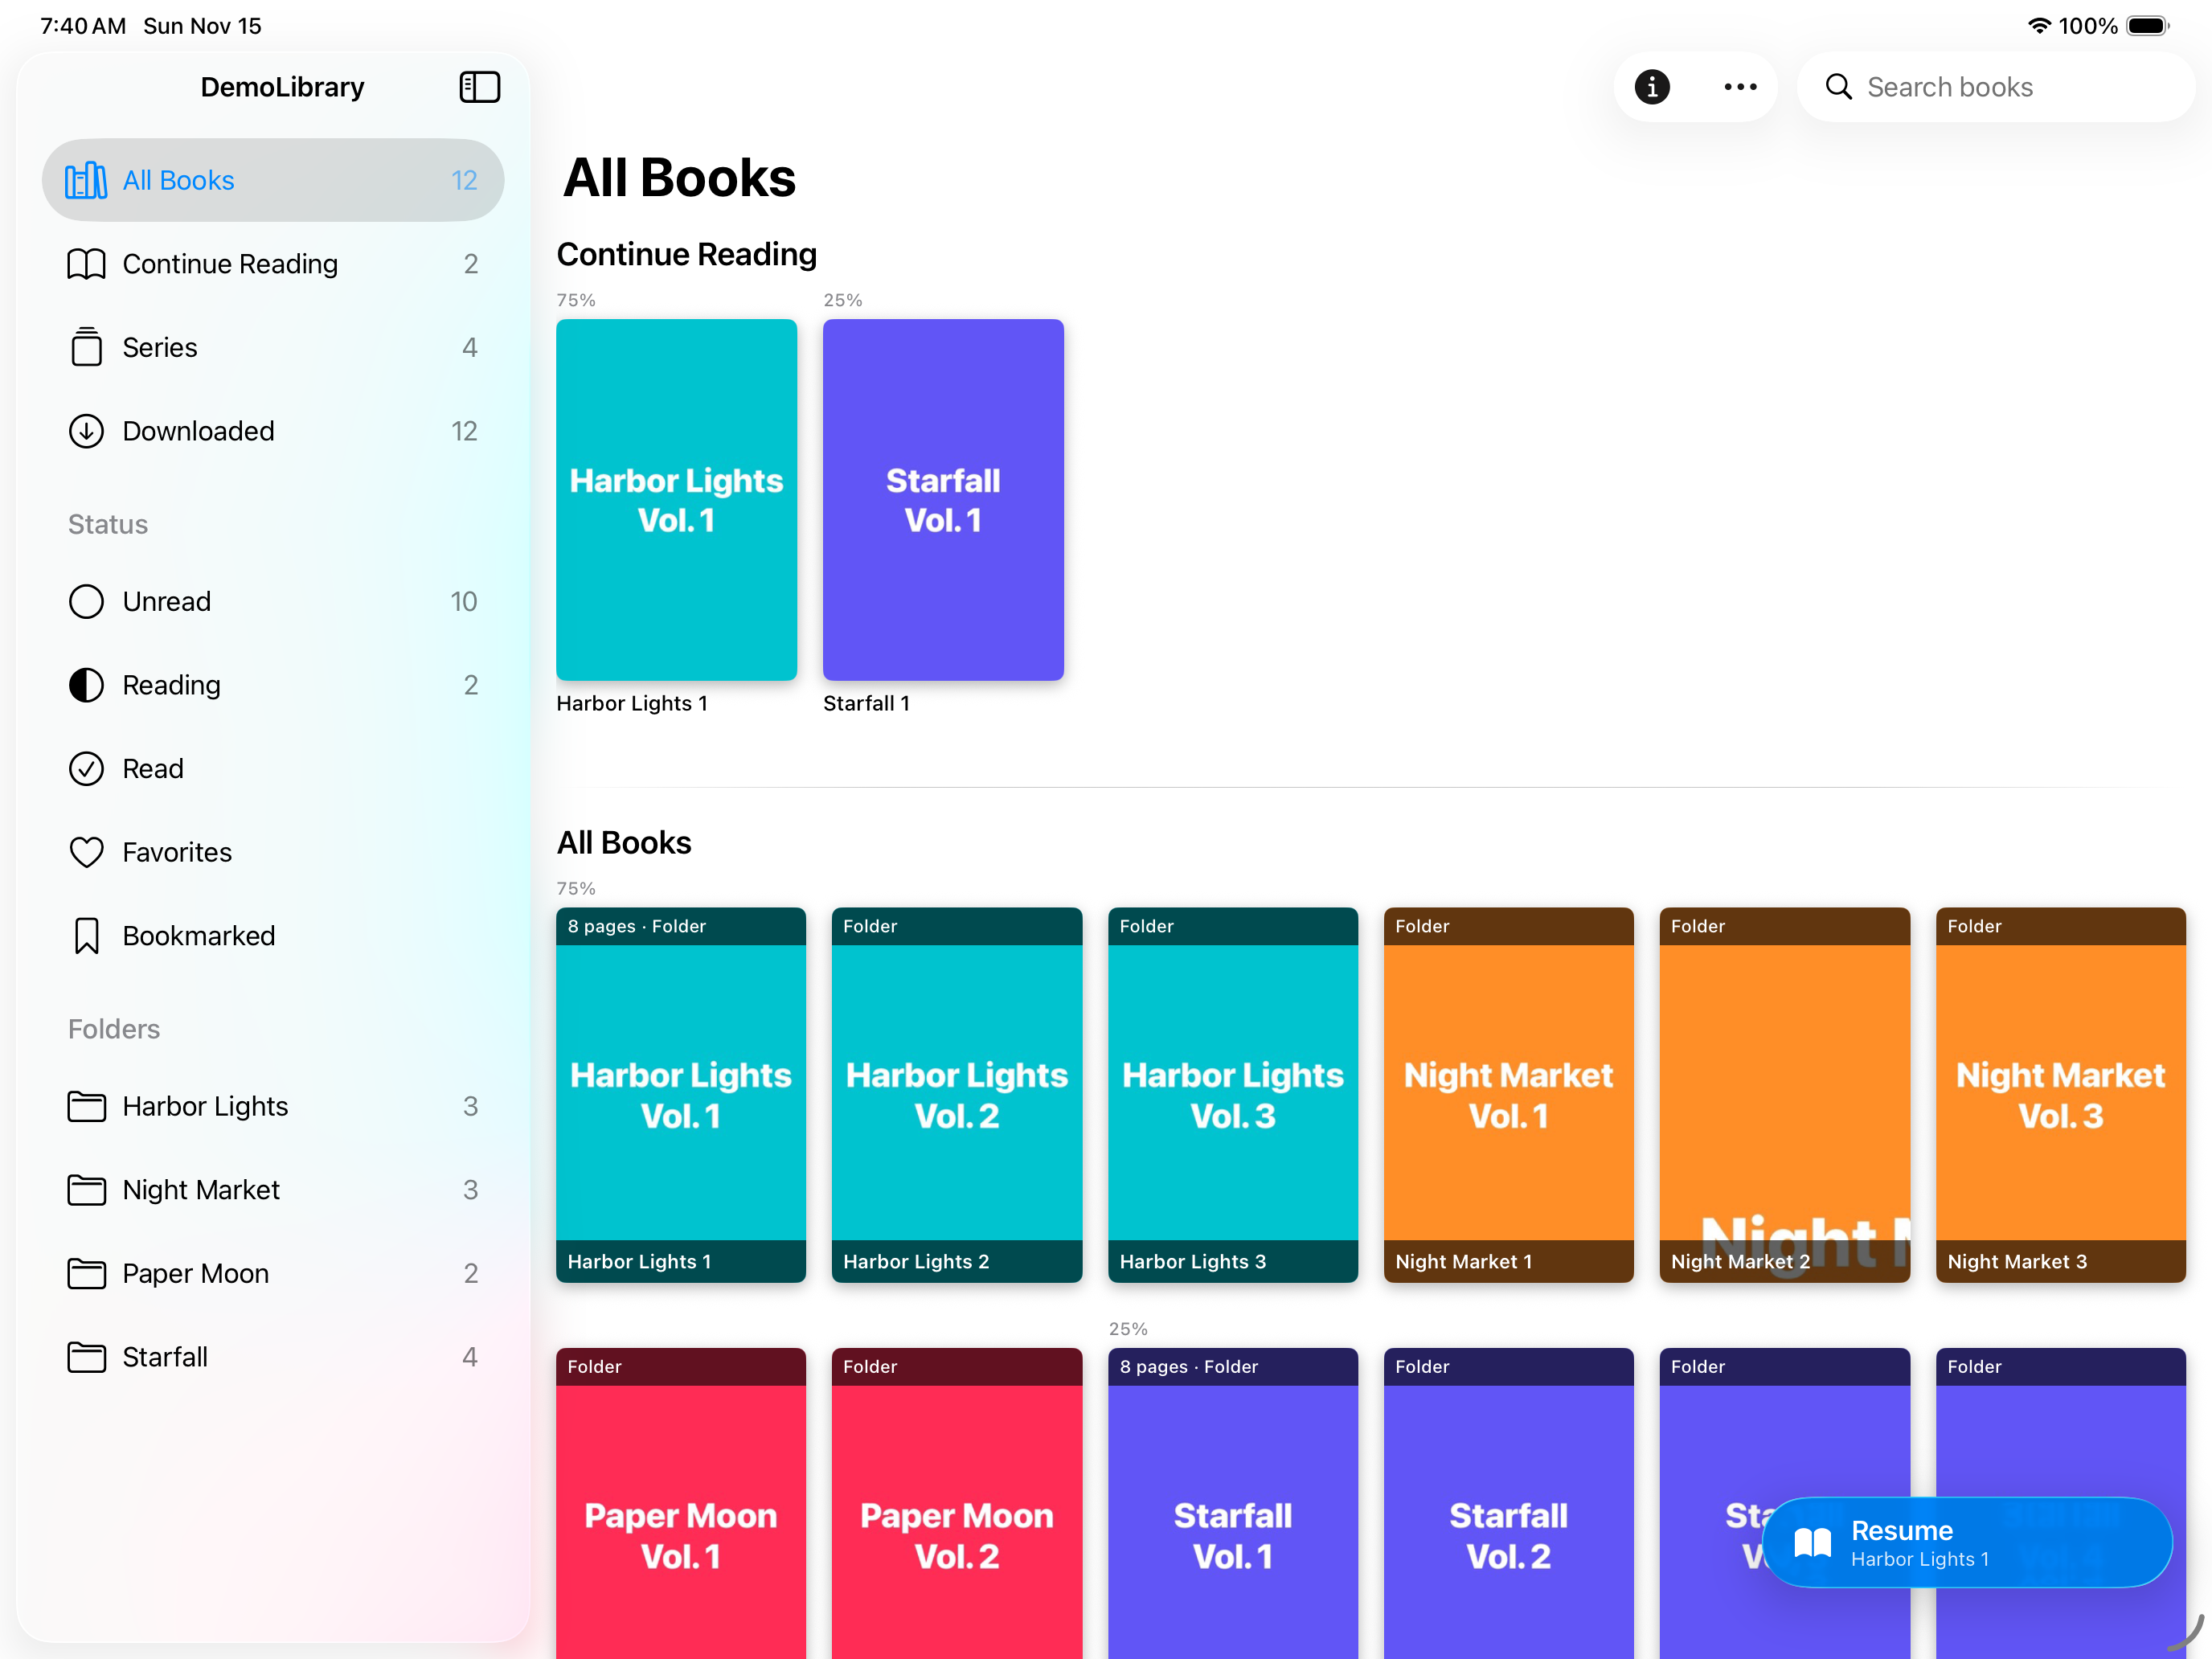 7:40 AM Sun Nov 15
100%
DemoLibrary
Search books
All Books 12
Continue Reading 2
Series 4
Downloaded 12
Status
Unread 10
Reading 2
Read
Favorites
Bookmarked
Folders
Harbor Lights 3
Night Market 3
Paper Moon 2
Starfall 4
All Books
Continue Reading
75%
Harbor Lights
Vol. 1
Harbor Lights 1
25%
Starfall
Vol. 1
Starfall 1
All Books
75%
8 pages · Folder
Harbor Lights
Vol. 1
Harbor Lights 1
Folder
Harbor Lights
Vol. 2
Harbor Lights 2
Folder
Harbor Lights
Vol. 3
Harbor Lights 3
Folder
Night Market
Vol. 1
Night Market 1
Folder
Night
Night Market 2
Folder
Night Market
Vol. 3
Night Market 3
Folder
Paper Moon
Vol. 1
Folder
Paper Moon
Vol. 2
25%
8 pages · Folder
Starfall
Vol. 1
Folder
Starfall
Vol. 2
Folder
Folder
Resume
Harbor Lights 1